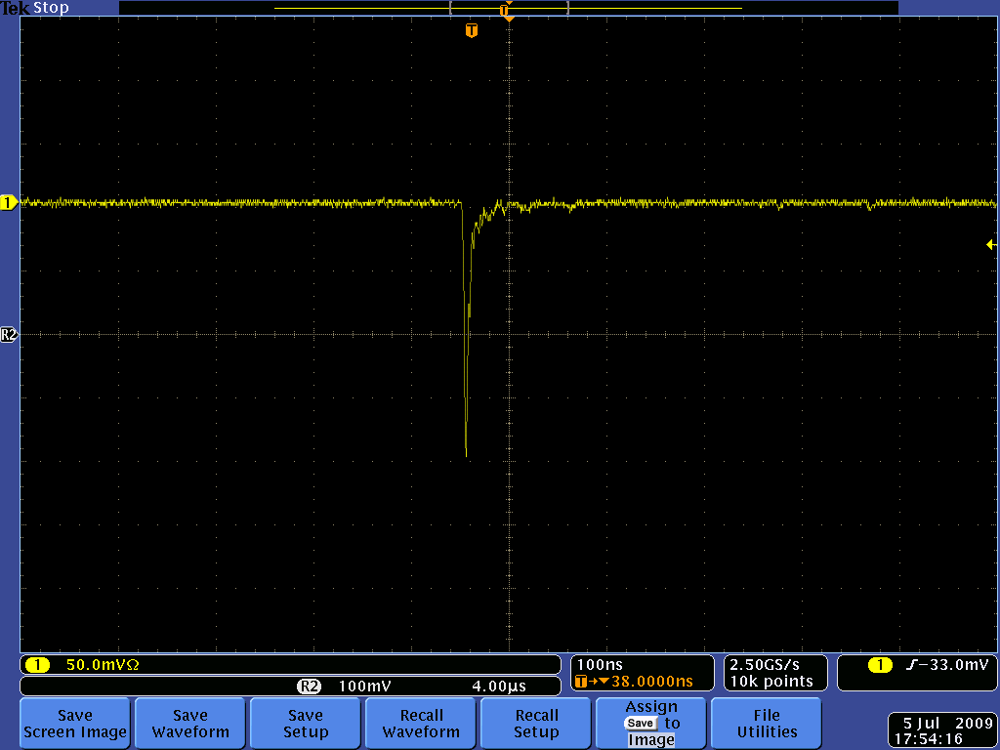 Tek Stop
T
T
1
R2
1 50.0mVΩ
R2 100mV 4.00µs
100ns
T→▼38.0000ns
2.50GS/s
10k points
1 ʃ−33.0mV
Save
Screen Image
Save
Waveform
Save
Setup
Recall
Waveform
Recall
Setup
Assign
Save to
Image
File
Utilities
5 Jul 2009
17:54:16